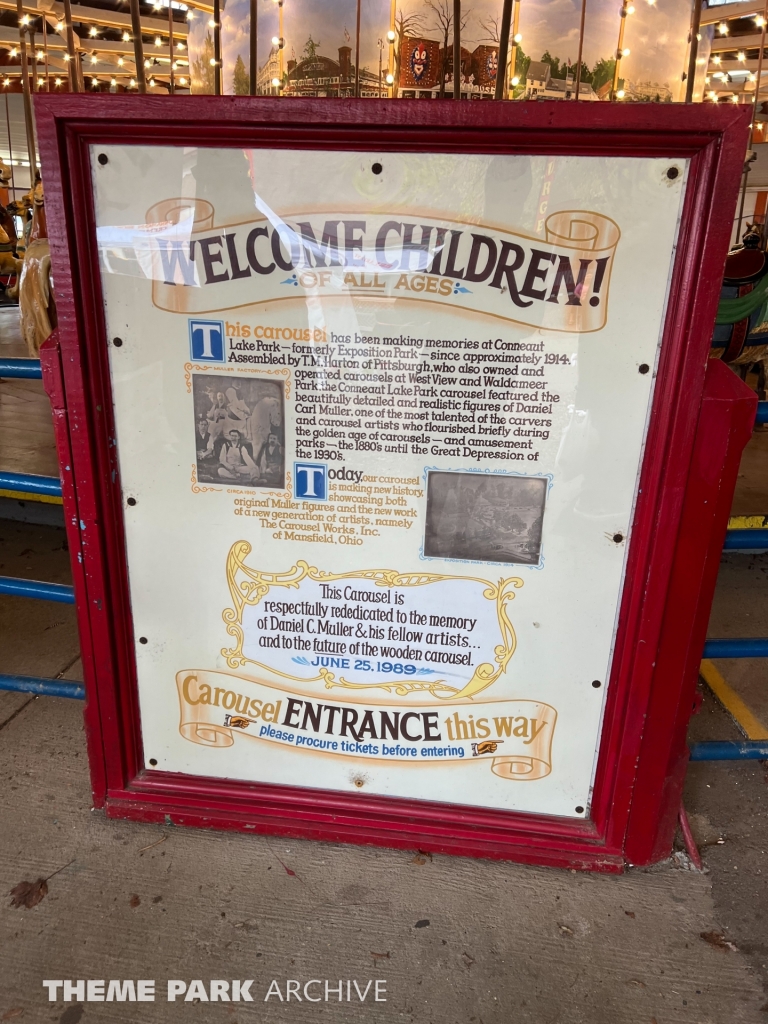 WELCOME CHILDREN!
OF ALL AGES
This carousel has been making memories at Conneaut
Lake Park — formerly Exposition Park — since approximately 1914.
Assembled by T.M. Harton of Pittsburgh, who also owned and
operated carousels at West View and Waldameer
Park, the Conneaut Lake Park carousel featured the
beautifully detailed and realistic figures of Daniel
Carl Muller, one of the most talented of the carvers
and carousel artists who flourished briefly during
the golden age of carousels — and amusement
parks — the 1880's until the Great Depression of
the 1930's.
MULLER FACTORY
CIRCA
Today, our carousel
is making new history,
showcasing both
original Muller figures and the new work
of a new generation of artists, namely
The Carousel Works, Inc.
of Mansfield, Ohio
This Carousel is
respectfully rededicated to the memory
of Daniel C. Muller & his fellow artists...
and to the future of the wooden carousel.
JUNE 25, 1989
Carousel ENTRANCE this way
please procure tickets before entering
THEME PARK ARCHIVE